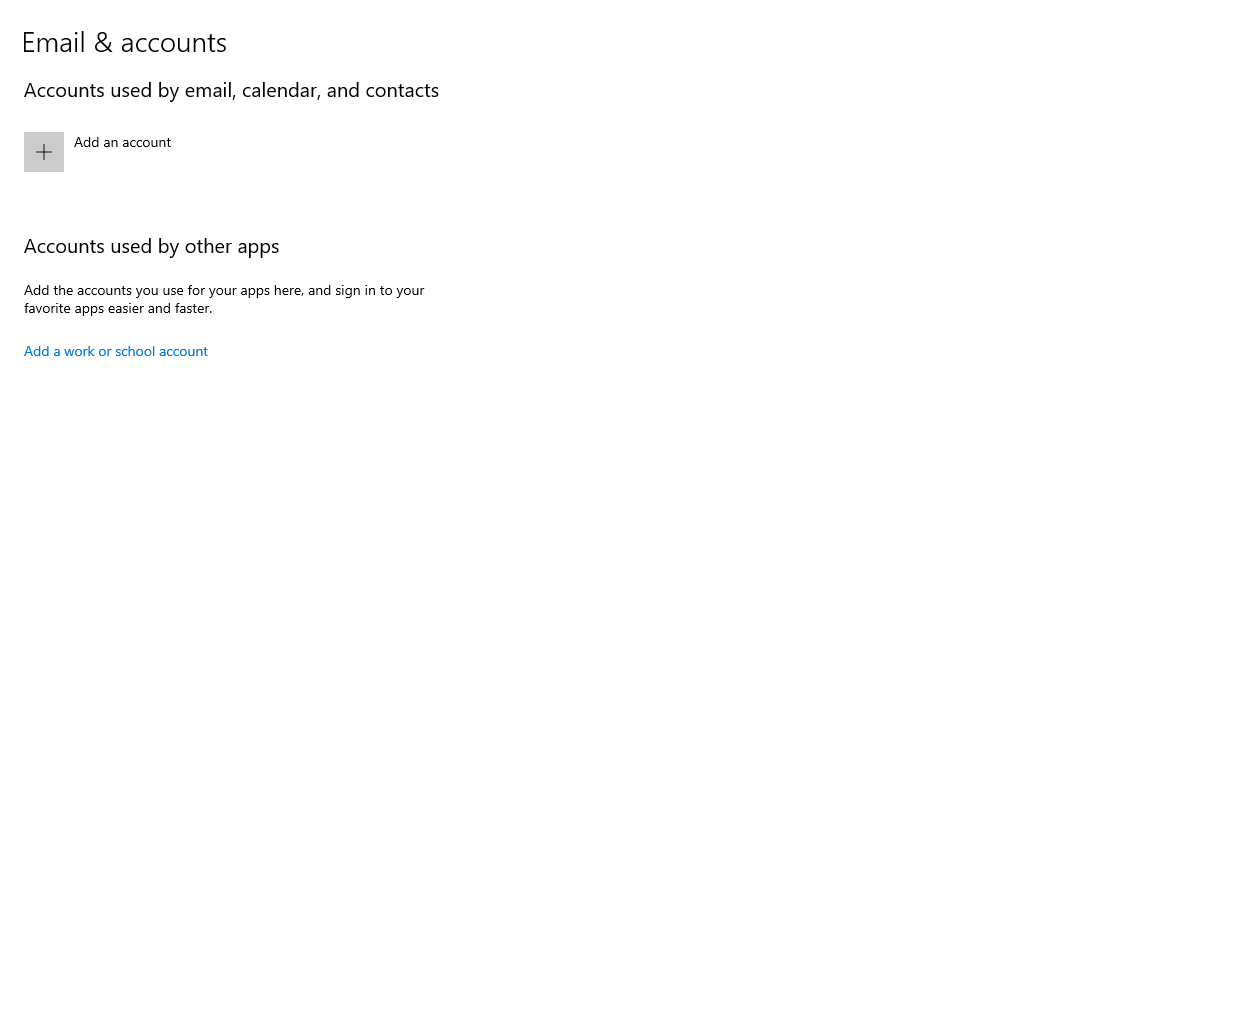 Email & accounts
Accounts used by email, calendar, and contacts
Add an account
Accounts used by other apps
Add the accounts you use for your apps here, and sign in to your
favorite apps easier and faster.
Add a work or school account